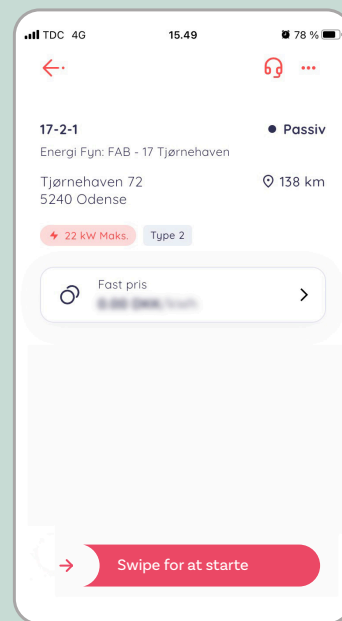 TDC 4G 15.49 78 %
17-2-1 Passiv
Energi Fyn: FAB - 17 Tjørnehaven
Tjørnehaven 72 138 km
5240 Odense
22 kW Maks. Type 2
Fast pris
Swipe for at starte